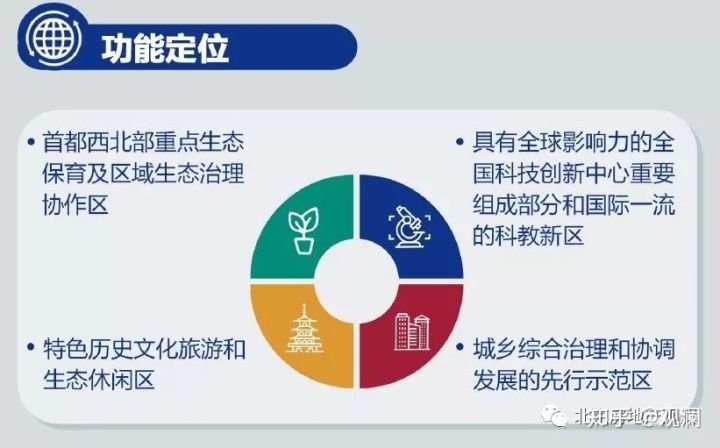 功能定位
• 首都西北部重点生态
保育及区域生态治理
协作区
• 具有全球影响力的全
国科技创新中心重要
组成部分和国际一流
的科教新区
• 特色历史文化旅游和
生态休闲区
• 城乡综合治理和协调
发展的先行示范区
知乎 @观澜